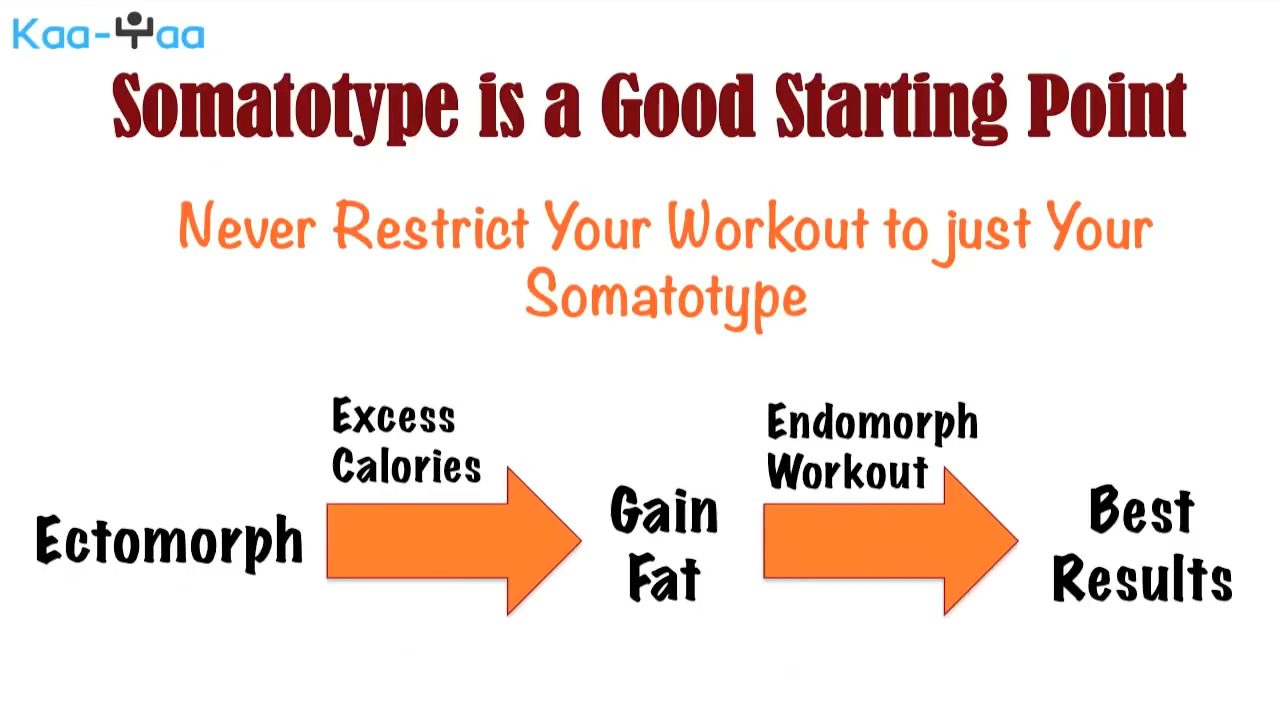 Kaa-Yaa
Somatotype is a Good Starting Point
Never Restrict Your Workout to just Your
Somatotype
Excess
Calories
Endomorph
Workout
Ectomorph
Gain
Fat
Best
Results